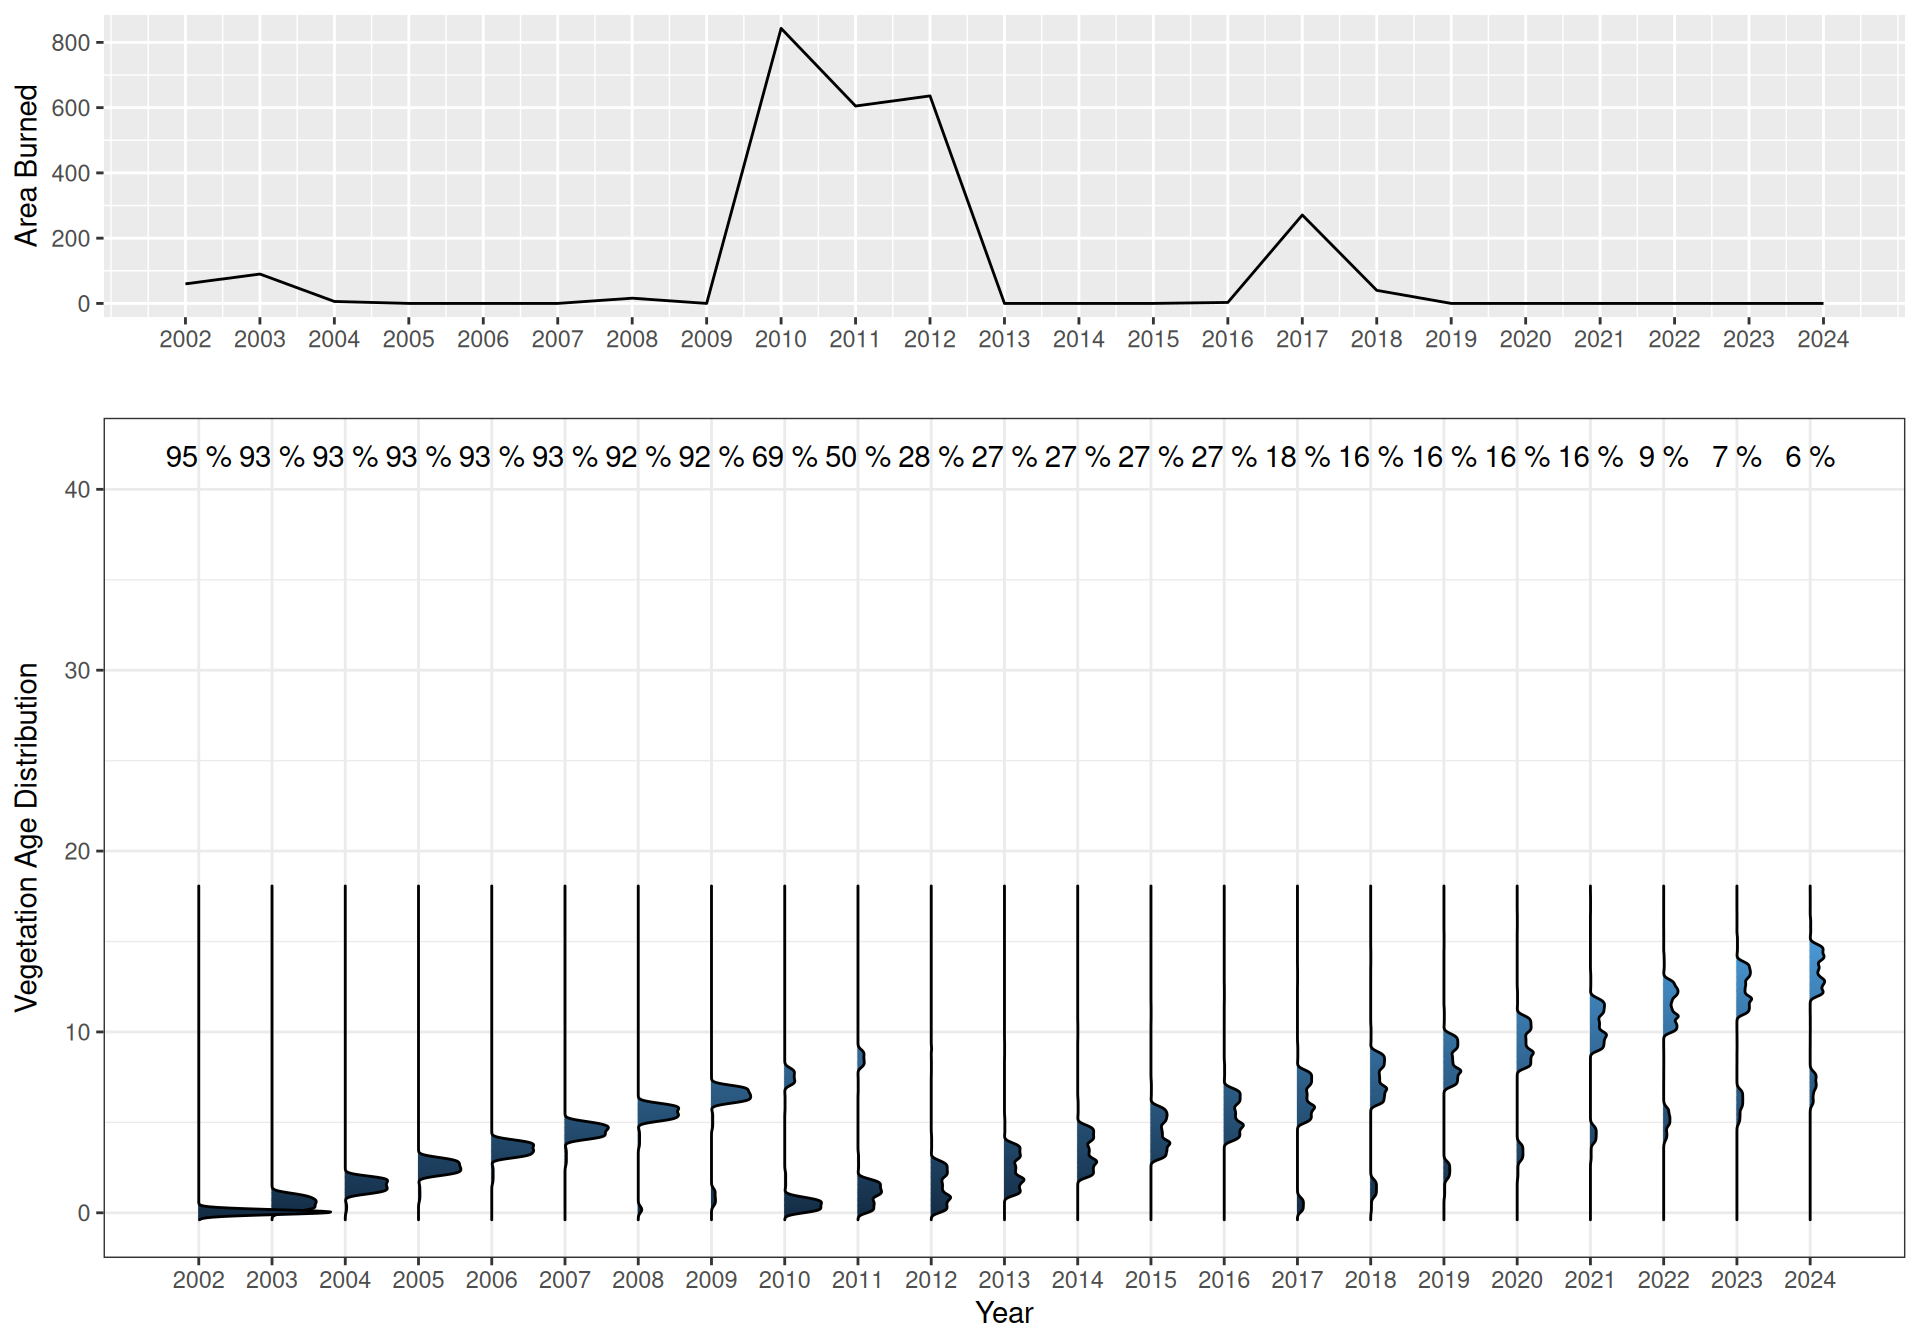 Area Burned
800
600
400
200
0
2002 2003 2004 2005 2006 2007 2008 2009 2010 2011 2012 2013 2014 2015 2016 2017 2018 2019 2020 2021 2022 2023 2024
95 % 93 % 93 % 93 % 93 % 93 % 92 % 92 % 69 % 50 % 28 % 27 % 27 % 27 % 27 % 18 % 16 % 16 % 16 % 16 % 9 % 7 % 6 %
Vegetation Age Distribution
40
30
20
10
0
2002 2003 2004 2005 2006 2007 2008 2009 2010 2011 2012 2013 2014 2015 2016 2017 2018 2019 2020 2021 2022 2023 2024
Year